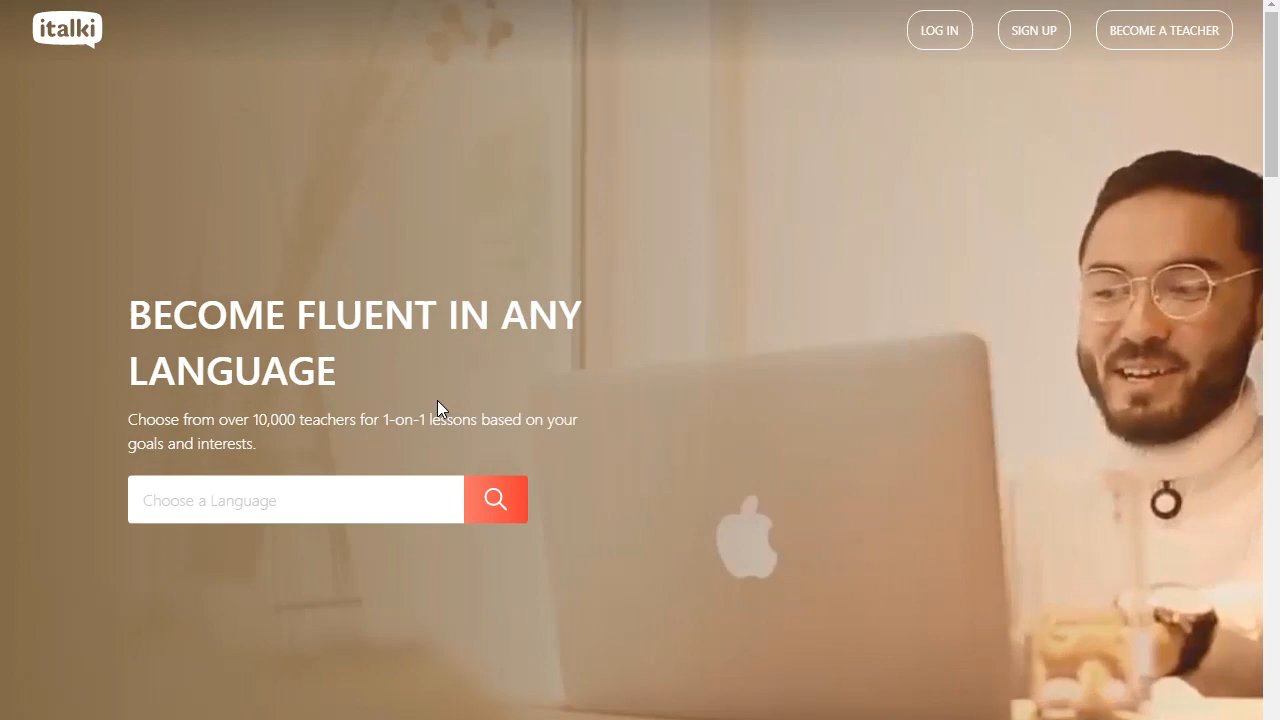 italki
LOG IN
SIGN UP
BECOME A TEACHER
BECOME FLUENT IN ANY
LANGUAGE
Choose from over 10,000 teachers for 1-on-1 lessons based on your
goals and interests.
Choose a Language